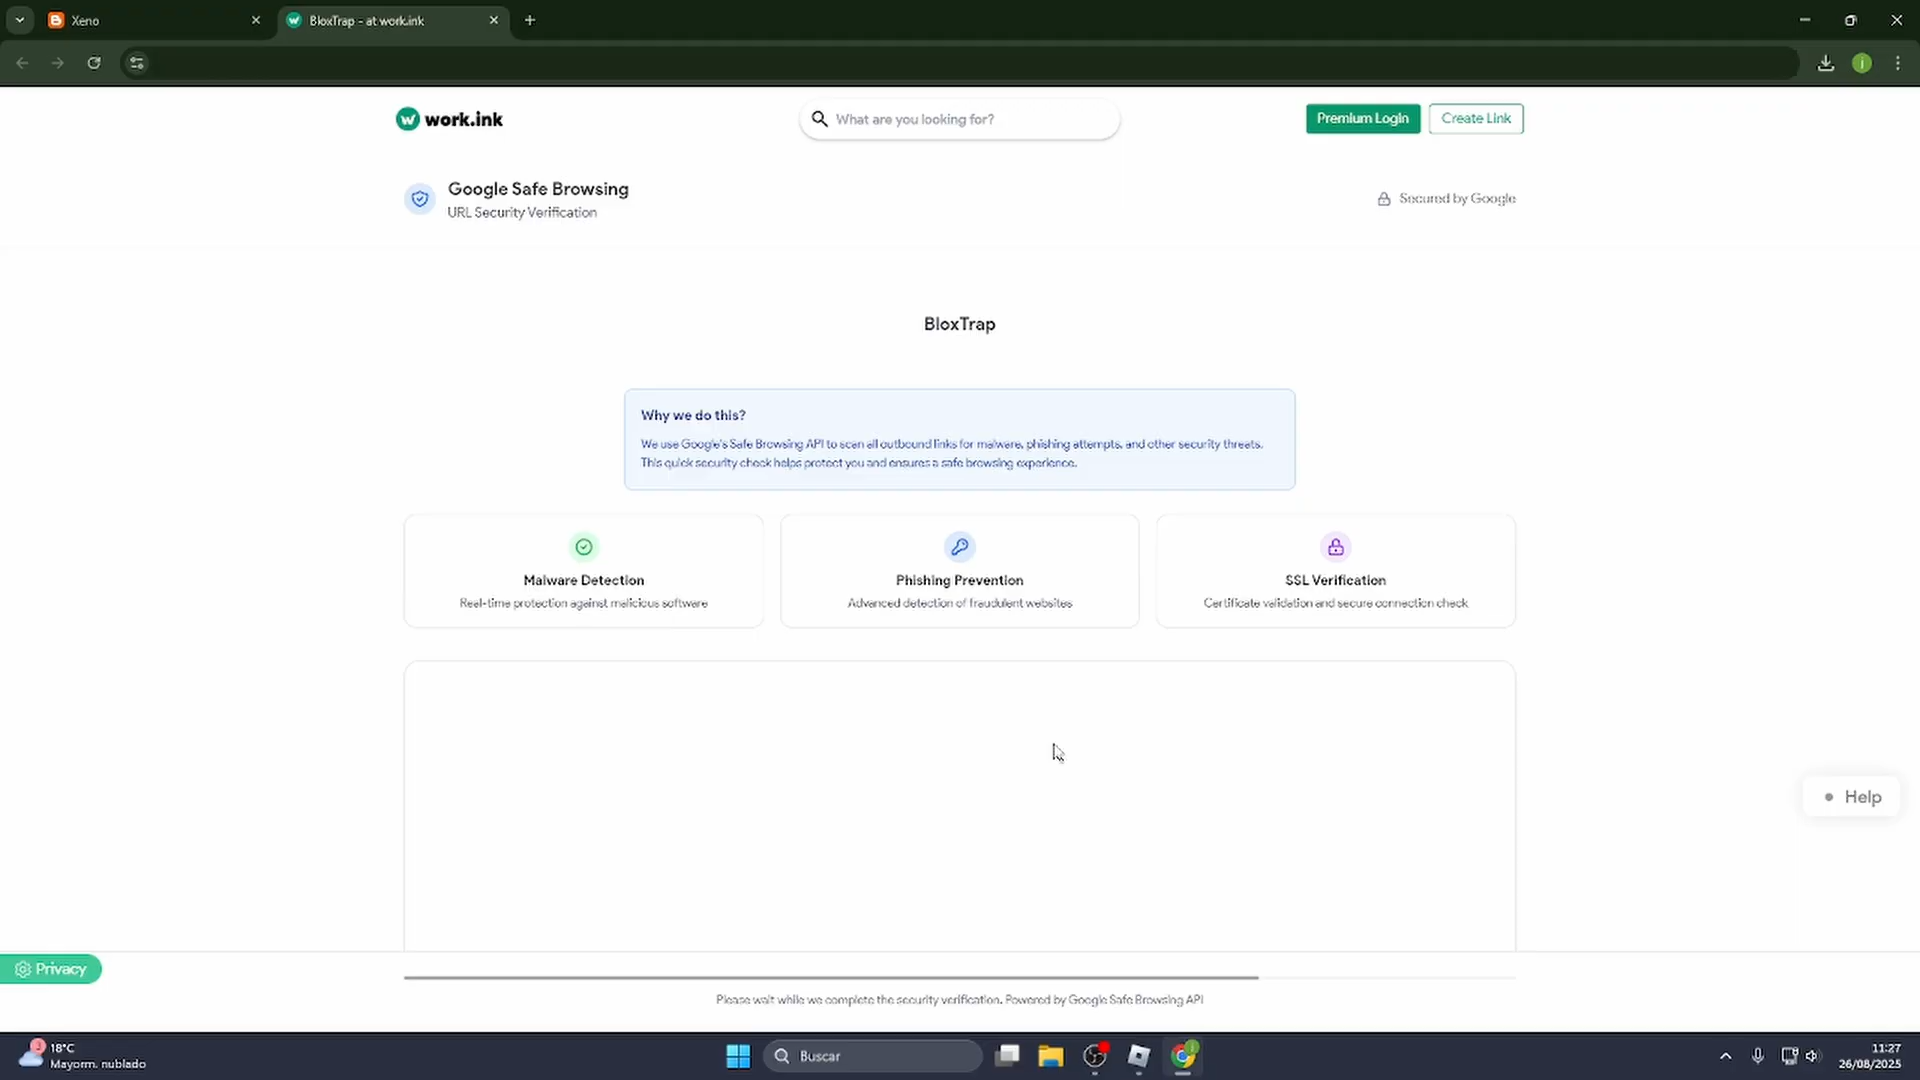 Xeno
BloxTrap - at work.ink
work.ink
What are you looking for?
Premium Login
Create Link
Google Safe Browsing
URL Security Verification
Secured by Google
BloxTrap
Why we do this?
We use Google's Safe Browsing API to scan all outbound links for malware, phishing attempts, and other security threats.
This quick security check helps protect you and ensures a safe browsing experience.
Malware Detection
Real-time protection against malicious software
Phishing Prevention
Advanced detection of fraudulent websites
SSL Verification
Certificate validation and secure connection check
Help
Privacy
Please wait while we complete the security verification. Powered by Google Safe Browsing API
18°C
Mayorm. nublado
Buscar
11:27
26/08/2025